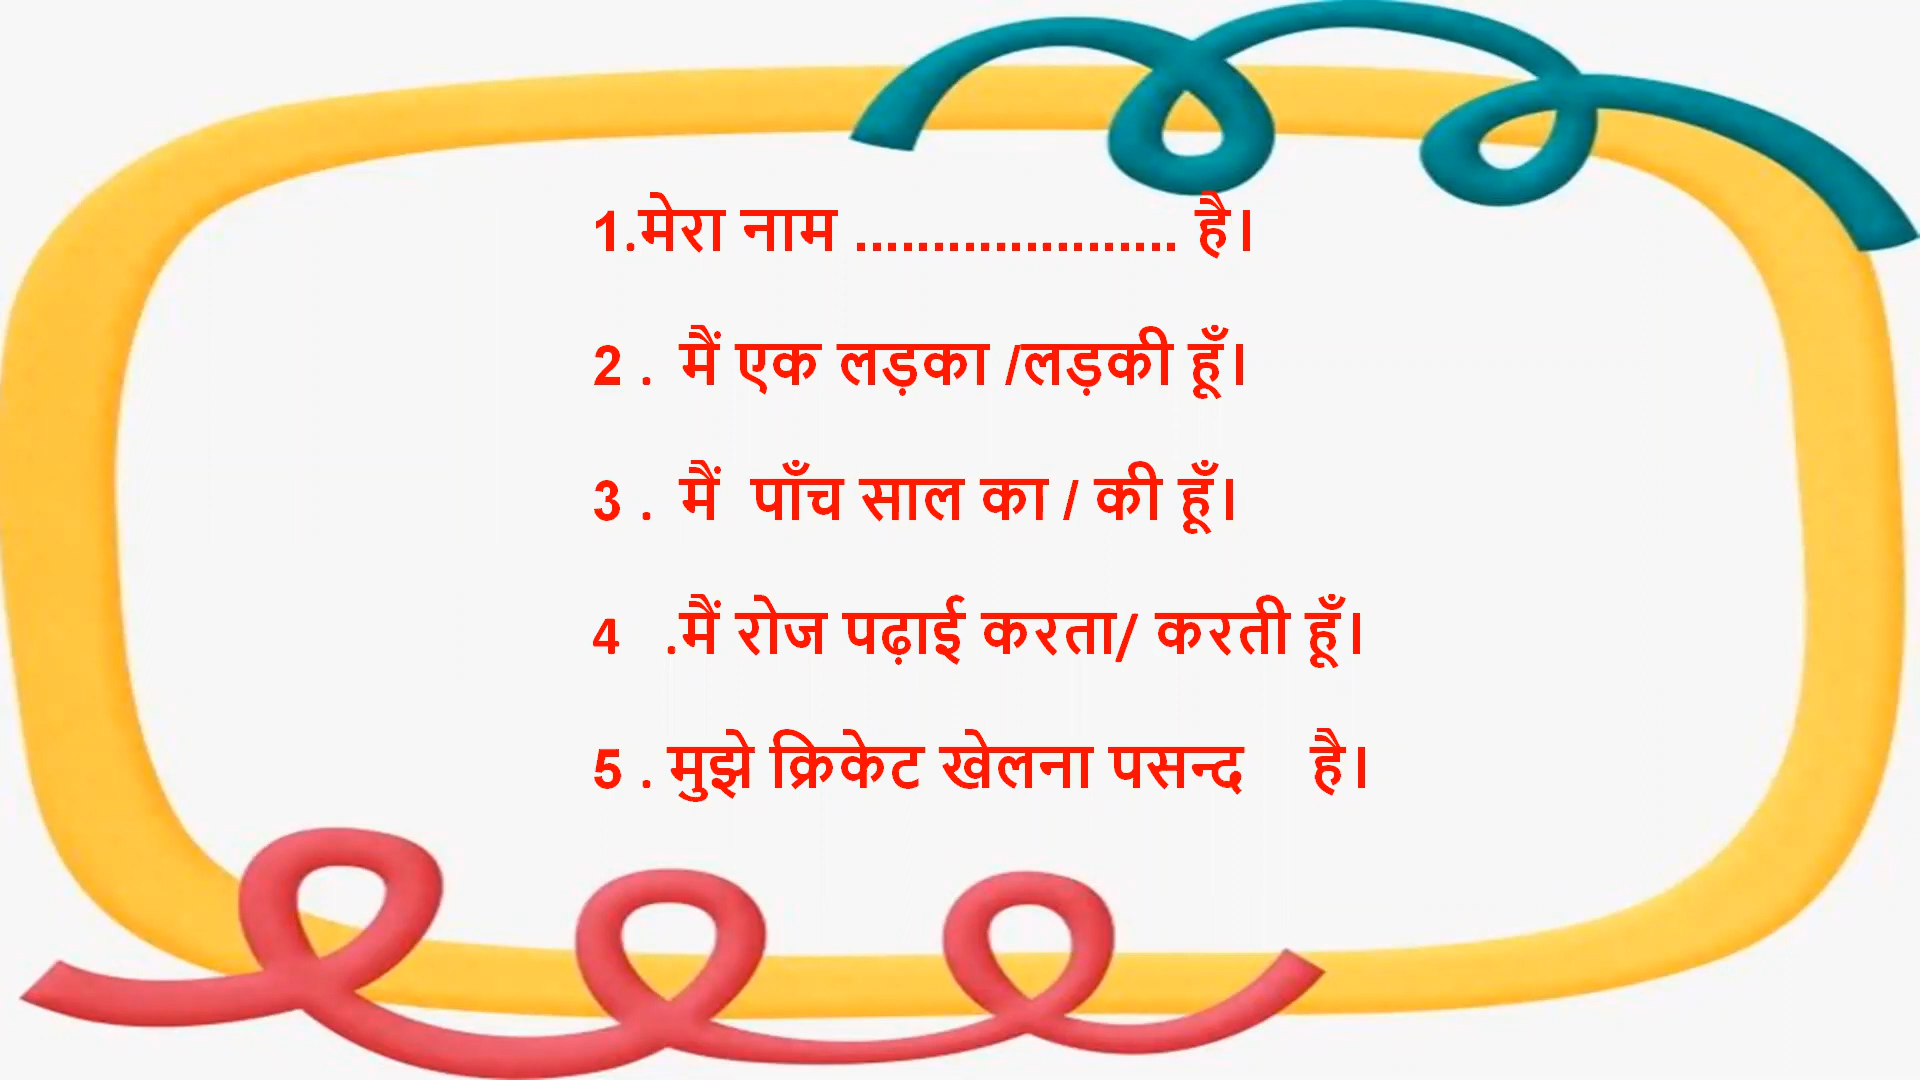 1.मेरा नाम ..................... है।
2 . मैं एक लड़का /लड़की हूँ।
3 . मैं पाँच साल का / की हूँ।
4 .मैं रोज पढ़ाई करता/ करती हूँ।
5 . मुझे क्रिकेट खेलना पसन्द है।